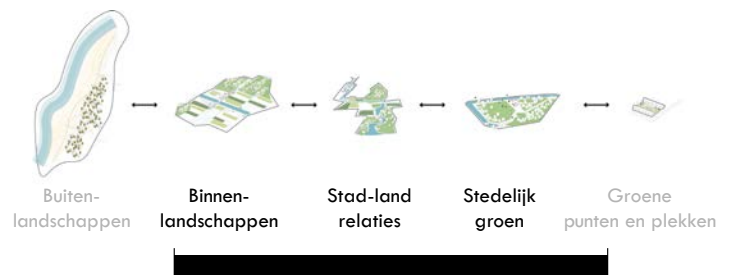 Buiten-
landschappen
Binnen-
landschappen
Stad-land
relaties
Stedelijk
groen
Groene
punten en plekken